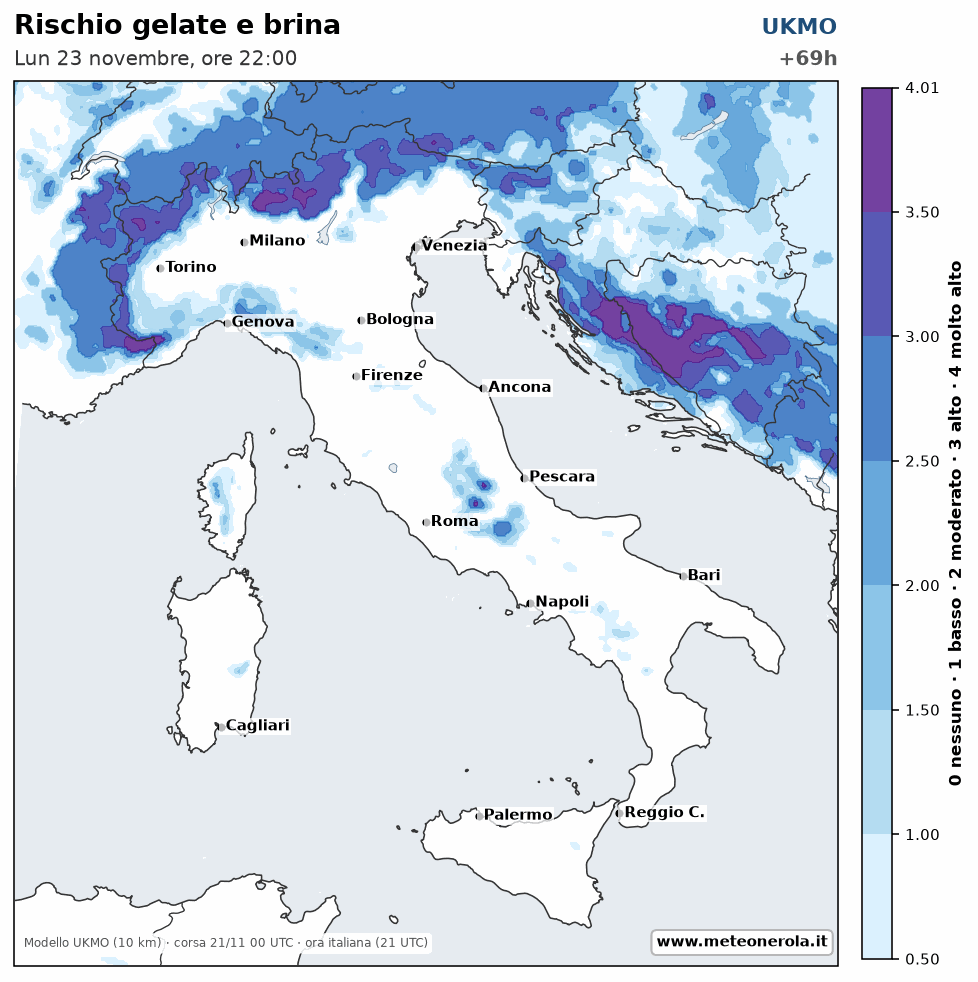 Rischio gelate e brina
UKMO
Lun 23 novembre, ore 22:00
+69h
4.01
3.50
3.00
2.50
2.00
1.50
1.00
0.50
0 nessuno · 1 basso · 2 moderato · 3 alto · 4 molto alto
Milano
Venezia
Torino
Genova
Bologna
Firenze
Ancona
Pescara
Roma
Bari
Napoli
Cagliari
Palermo
Reggio C.
Modello UKMO (10 km) · corsa 21/11 00 UTC · ora italiana (21 UTC)
www.meteonerola.it